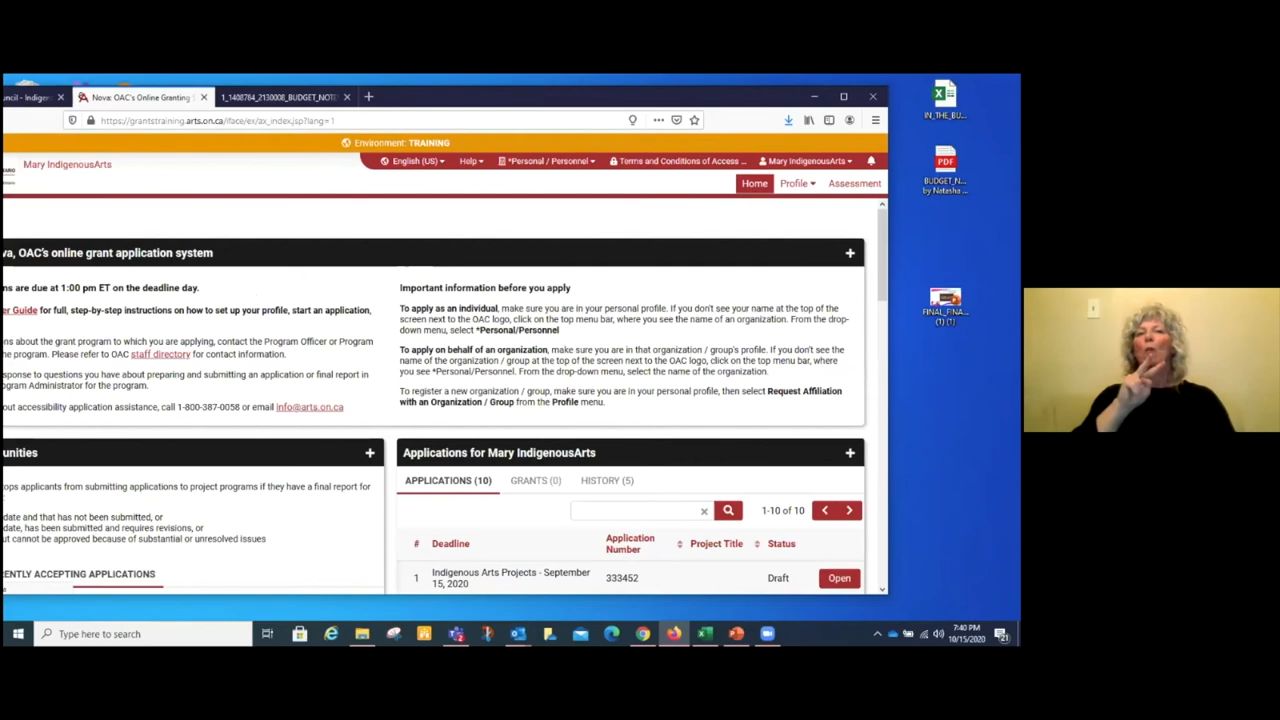 uncil - Indigen
Nova: OAC's Online Granting S
1_1408784_2130008_BUDGET_NOTE
https://grantstraining.arts.on.ca/iface/ex/ax_index.jsp?lang=1
Environment: TRAINING
Mary IndigenousArts
English (US)
Help
*Personal / Personnel
Terms and Conditions of Access ...
Mary IndigenousArts
Home
Profile
Assessment
va, OAC's online grant application system
ns are due at 1:00 pm ET on the deadline day.
er Guide for full, step-by-step instructions on how to set up your profile, start an application,
ons about the grant program to which you are applying, contact the Program Officer or Program
he program. Please refer to OAC staff directory for contact information.
sponse to questions you have about preparing and submitting an application or final report in
ogram Administrator for the program.
out accessibility application assistance, call 1-800-387-0058 or email info@arts.on.ca
Important information before you apply
To apply as an individual, make sure you are in your personal profile. If you don't see your name at the top of the
screen next to the OAC logo, click on the top menu bar, where you see the name of an organization. From the drop-
down menu, select *Personal/Personnel
To apply on behalf of an organization, make sure you are in that organization / group's profile. If you don't see the
name of the organization / group at the top of the screen next to the OAC logo, click on the top menu bar, where
you see *Personal/Personnel. From the drop-down menu, select the name of the organization.
To register a new organization / group, make sure you are in your personal profile, then select Request Affiliation
with an Organization / Group from the Profile menu.
unities
ops applicants from submitting applications to project programs if they have a final report for
date and that has not been submitted, or
date, has been submitted and requires revisions, or
ut cannot be approved because of substantial or unresolved issues
ENTLY ACCEPTING APPLICATIONS
Applications for Mary IndigenousArts
APPLICATIONS (10)
GRANTS (0)
HISTORY (5)
1-10 of 10
# Deadline Application Number Project Title Status
1 Indigenous Arts Projects - September 15, 2020 333452 Draft Open
IN_THE_BU...
PDF
BUDGET_N...
by Natasha ...
FINAL_FINA...
(1) (1)
Type here to search
7:40 PM
10/15/2020
21